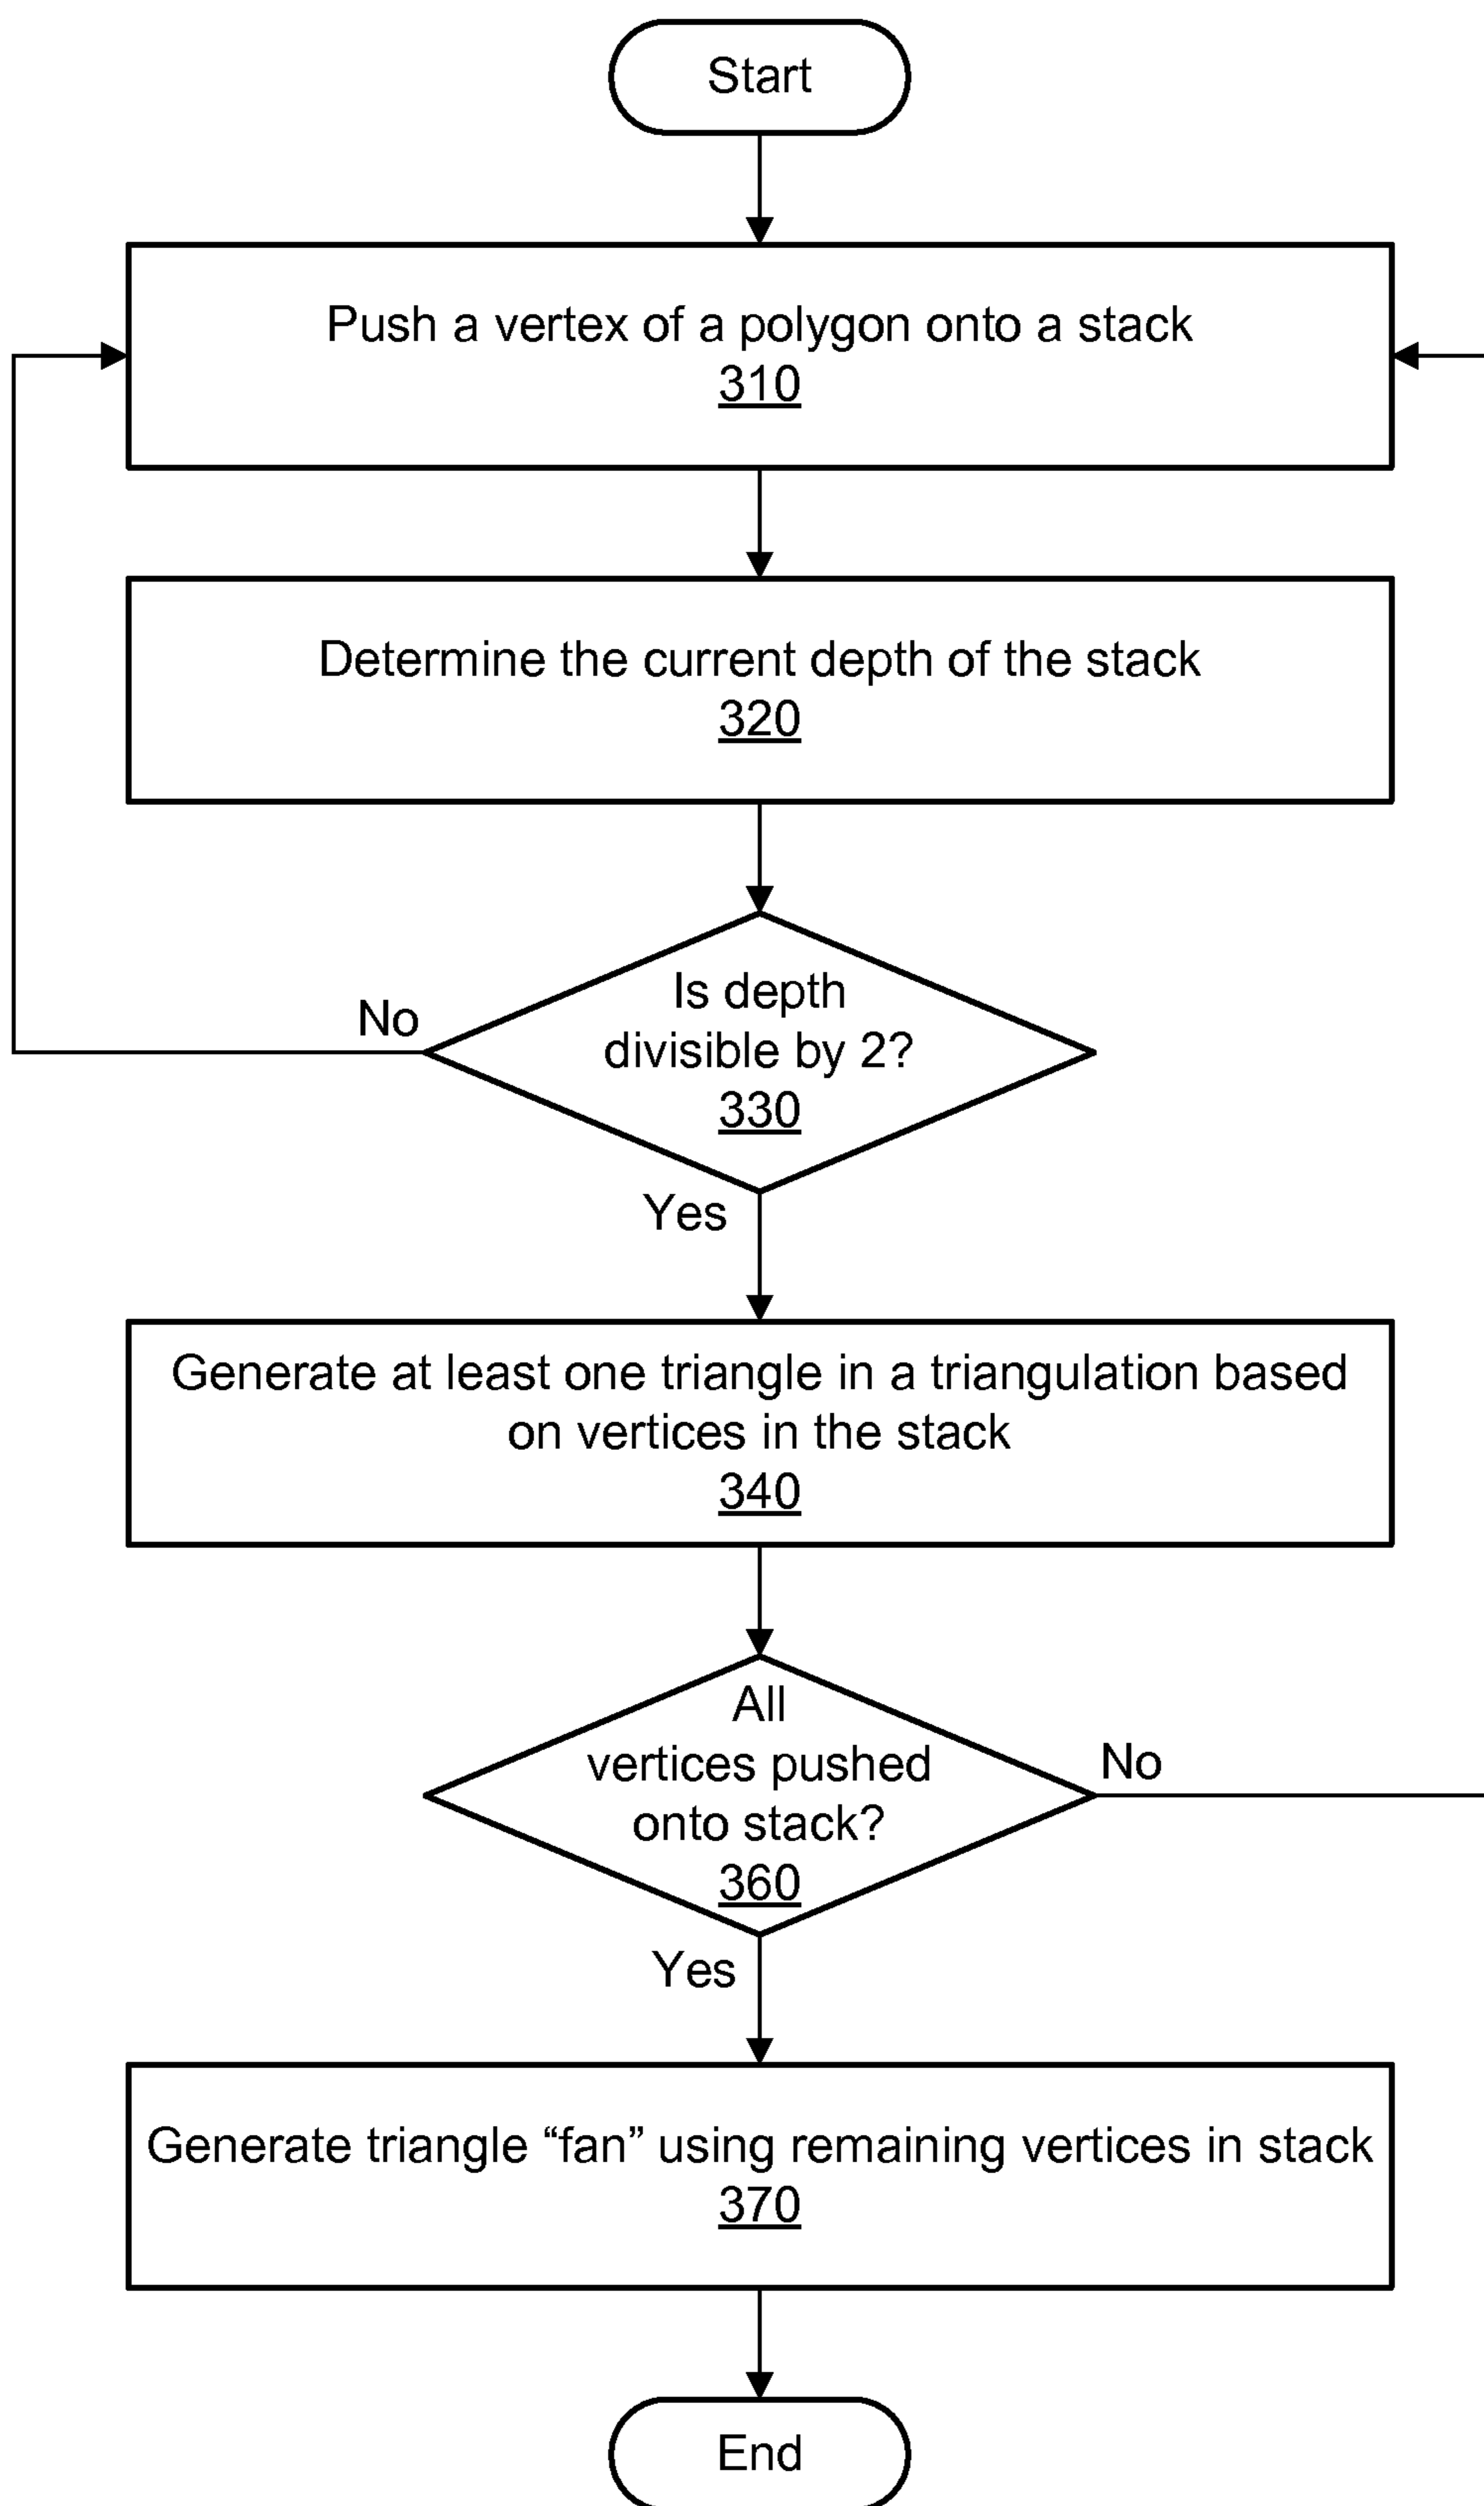 Start
Push a vertex of a polygon onto a stack
310
Determine the current depth of the stack
320
Is depth
divisible by 2?
330
No
Yes
Generate at least one triangle in a triangulation based
on vertices in the stack
340
All
vertices pushed
onto stack?
360
No
Yes
Generate triangle “fan” using remaining vertices in stack
370
End